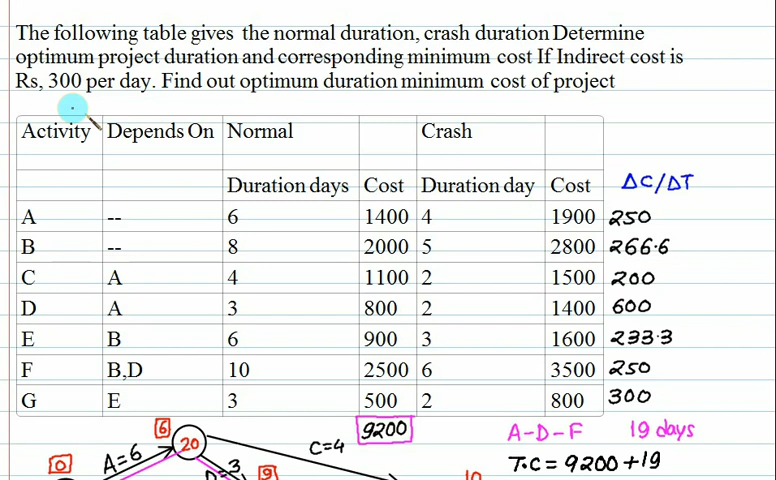 The following table gives the normal duration, crash duration Determine
optimum project duration and corresponding minimum cost If Indirect cost is
Rs, 300 per day. Find out optimum duration minimum cost of project
Activity Depends On Normal Crash
Duration days Cost Duration day Cost ΔC/ΔT
A -- 6 1400 4 1900 250
B -- 8 2000 5 2800 266.6
C A 4 1100 2 1500 200
D A 3 800 2 1400 600
E B 6 900 3 1600 233.3
F B,D 10 2500 6 3500 250
G E 3 500 2 800 300
9200 A-D-F 19 days
6 20 C=4
0 A=6 D=3 9 10 T.C = 9200 +19